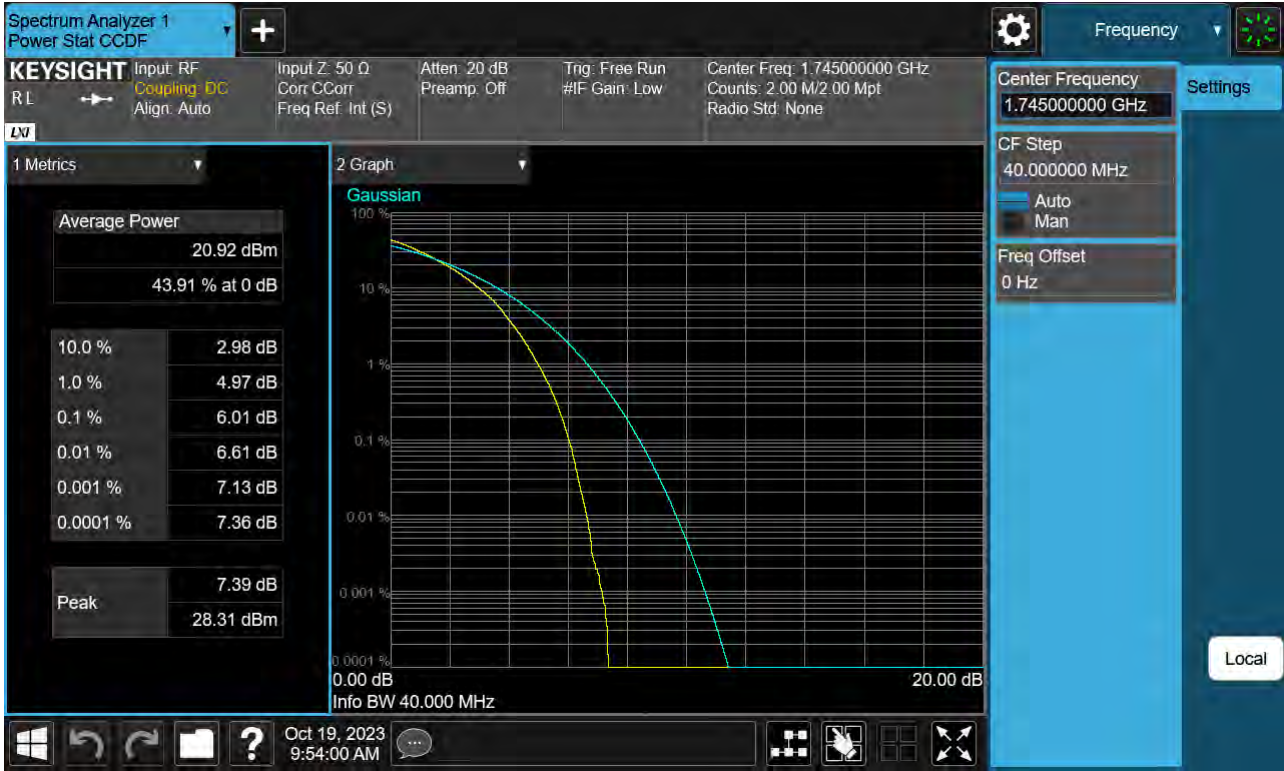 Spectrum Analyzer 1
Power Stat CCDF
+
Frequency
KEYSIGHT
R L
LXI
Input: RF
Coupling: DC
Align: Auto
Input Z: 50 Ω
Corr CCorr
Freq Ref: Int (S)
Atten: 20 dB
Preamp: Off
Trig: Free Run
#IF Gain: Low
Center Freq: 1.745000000 GHz
Counts: 2.00 M/2.00 Mpt
Radio Std: None
Center Frequency
1.745000000 GHz
Settings
CF Step
40.000000 MHz
Auto
Man
Freq Offset
0 Hz
Local
1 Metrics
Average Power
20.92 dBm
43.91 % at 0 dB
10.0 % 2.98 dB
1.0 % 4.97 dB
0.1 % 6.01 dB
0.01 % 6.61 dB
0.001 % 7.13 dB
0.0001 % 7.36 dB
Peak
7.39 dB
28.31 dBm
2 Graph
Gaussian
100 %
10 %
1 %
0.1 %
0.01 %
0.001 %
0.0001 %
0.00 dB 20.00 dB
Info BW 40.000 MHz
?
Oct 19, 2023
9:54:00 AM